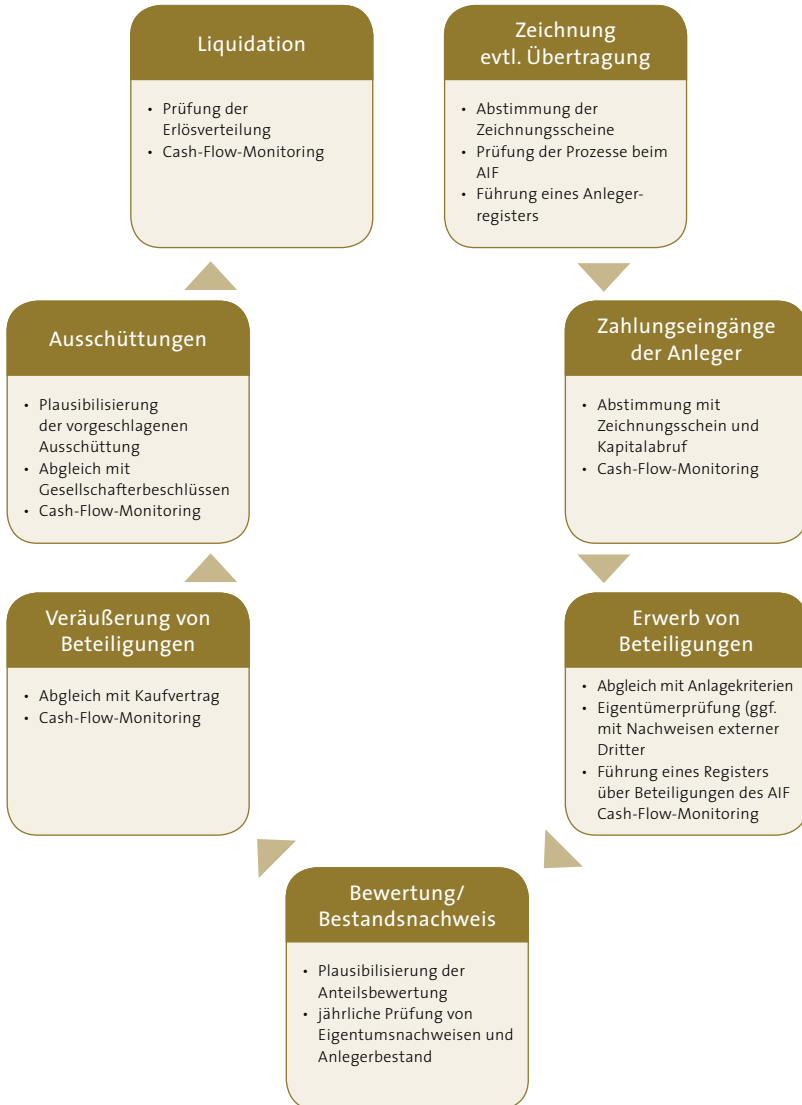 Liquidation
• Prüfung der
Erlösverteilung
• Cash-Flow-Monitoring
Zeichnung
evtl. Übertragung
• Abstimmung der
Zeichnungsscheine
• Prüfung der Prozesse beim
AIF
• Führung eines Anleger-
registers
Ausschüttungen
• Plausibilisierung
der vorgeschlagenen
Ausschüttung
• Abgleich mit
Gesellschafterbeschlüssen
• Cash-Flow-Monitoring
Zahlungseingänge
der Anleger
• Abstimmung mit
Zeichnungsschein und
Kapitalabruf
• Cash-Flow-Monitoring
Veräußerung von
Beteiligungen
• Abgleich mit Kaufvertrag
• Cash-Flow-Monitoring
Erwerb von
Beteiligungen
• Abgleich mit Anlagekriterien
• Eigentümerprüfung (ggf.
mit Nachweisen externer
Dritter
• Führung eines Registers
über Beteiligungen des AIF
Cash-Flow-Monitoring
Bewertung/
Bestandsnachweis
• Plausibilisierung der
Anteilsbewertung
• jährliche Prüfung von
Eigentumsnachweisen und
Anlegerbestand